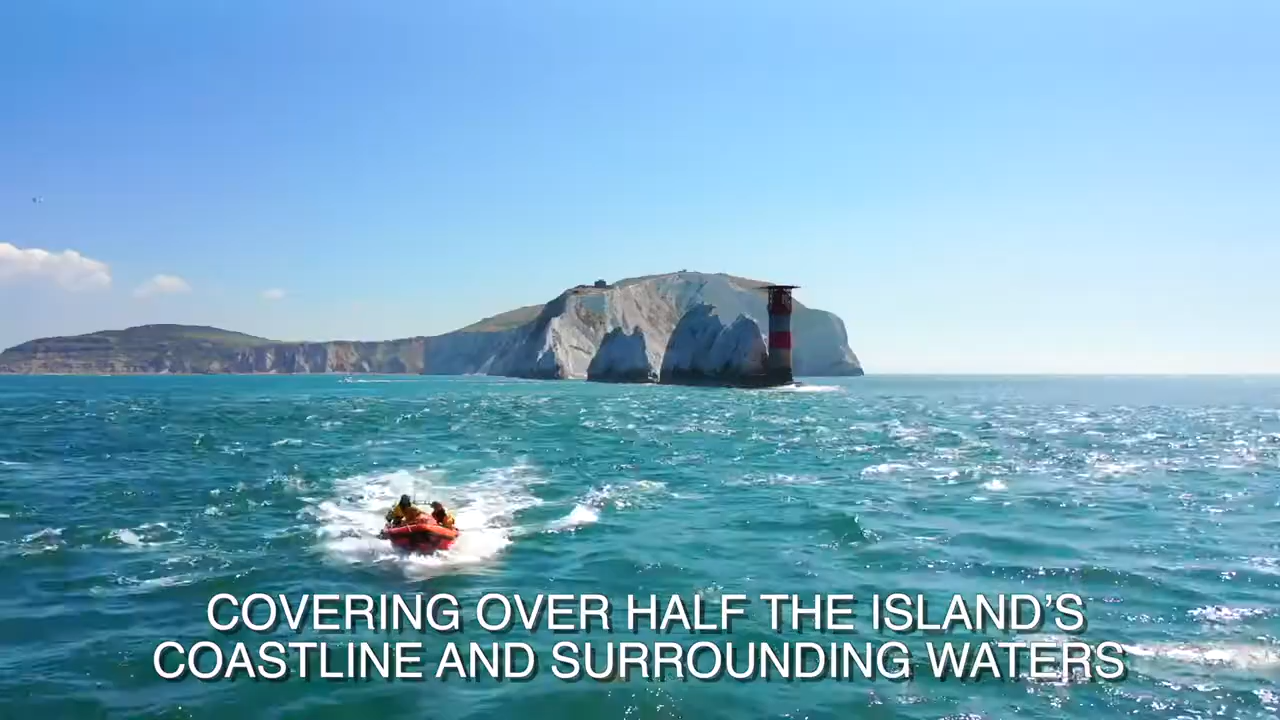 COVERING OVER HALF THE ISLAND’S
COASTLINE AND SURROUNDING WATERS